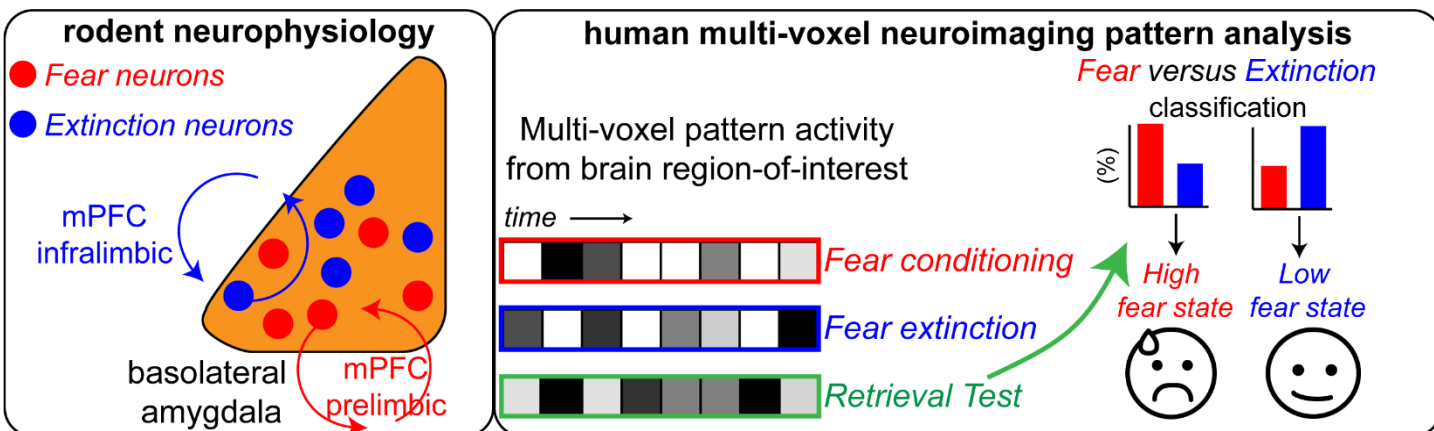 rodent neurophysiology
Fear neurons
Extinction neurons
mPFC
infralimbic
basolateral
amygdala
mPFC
prelimbic
human multi-voxel neuroimaging pattern analysis
Multi-voxel pattern activity
from brain region-of-interest
time
Fear conditioning
Fear extinction
Retrieval Test
Fear versus Extinction
classification
(%)
High
fear state
Low
fear state